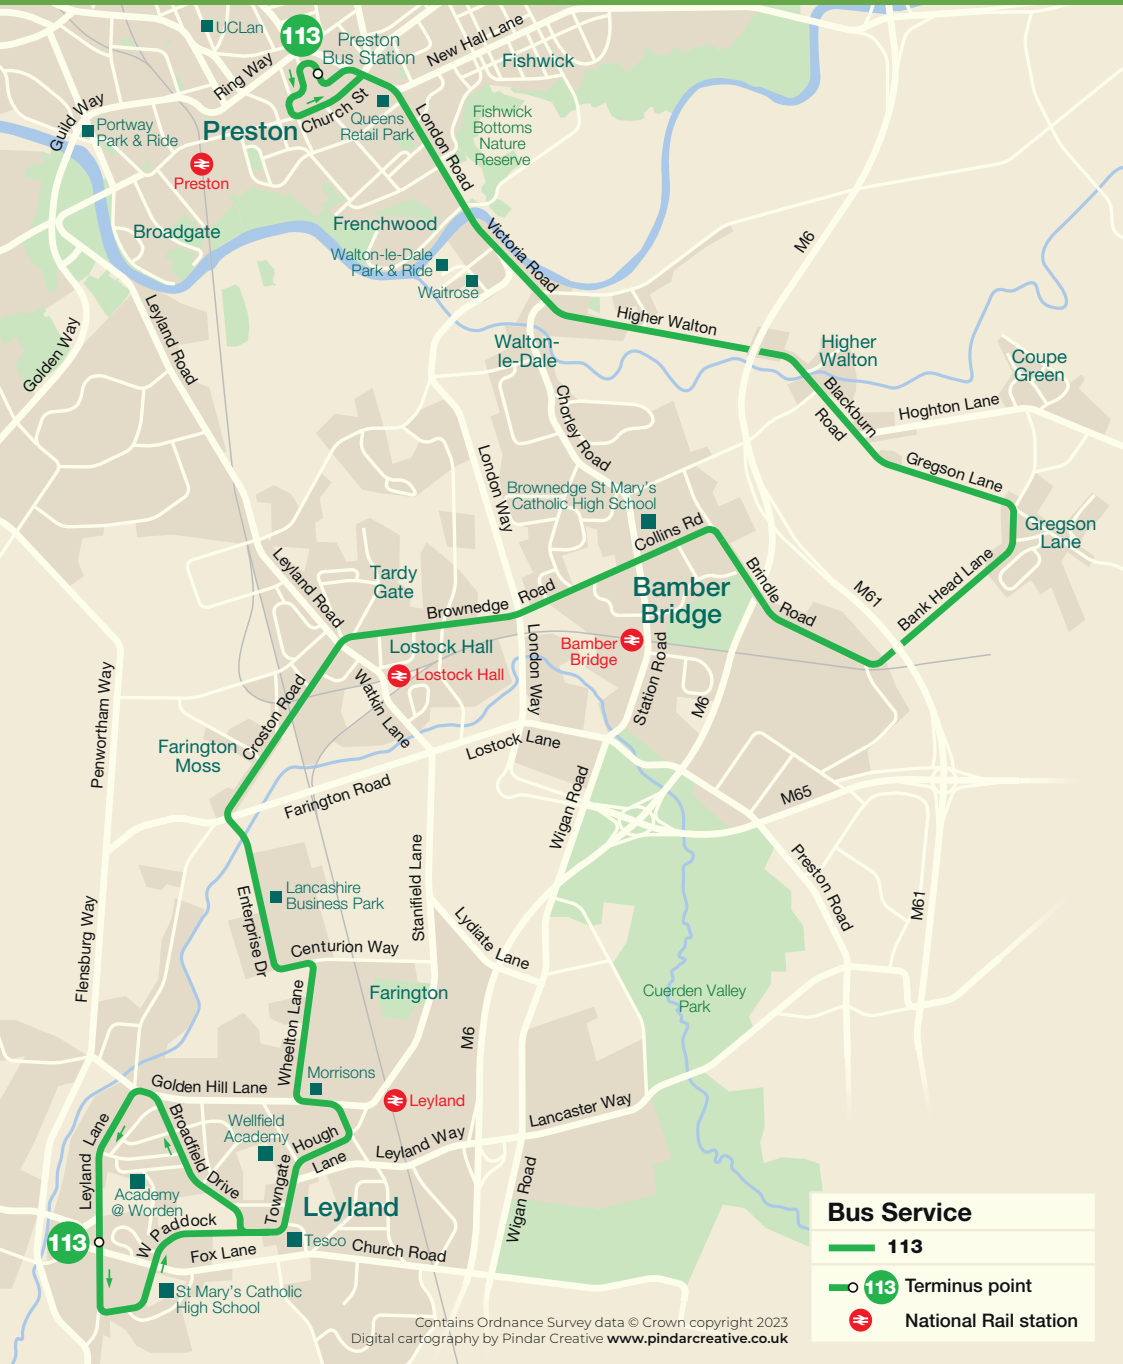 UCLan
113
Preston
Bus Station
New Hall Lane
Fishwick
Ring Way
Guild Way
Portway
Park & Ride
Preston
Church St
Queens
Retail Park
London Road
Fishwick
Bottoms
Nature
Reserve
Preston
Broadgate
Frenchwood
Walton-le-Dale
Park & Ride
Waitrose
Victoria Road
M6
Leyland Road
Golden Way
Higher Walton
Walton-
le-Dale
Higher
Walton
Coupe
Green
Blackburn
Road
Hoghton Lane
Chorley Road
London Way
Gregson Lane
Brownedge St Mary's
Catholic High School
Collins Rd
Gregson
Lane
Leyland Road
Tardy
Gate
Brownedge Road
Bamber
Bridge
Brindle Road
M61
Bank Head Lane
Lostock Hall
Bamber
Bridge
London Way
Station Road
Lostock Hall
M6
Penwortham Way
Croston Road
Watkin Lane
Farington
Moss
Lostock Lane
Farington Road
Wigan Road
M65
Preston Road
Stanifield Lane
Lancashire
Business Park
Enterprise Dr
M61
Flensburg Way
Lydiate Lane
Centurion Way
Farington
Cuerden Valley
Park
Wheelton Lane
M6
Morrisons
Golden Hill Lane
Leyland
Lancaster Way
Wellfield
Academy
Hough
Lane
Leyland Way
Leyland Lane
Broadfield Drive
Academy
@ Worden
Towngate
Leyland
Wigan Road
W Paddock
113
Fox Lane
Tesco
Church Road
St Mary's Catholic
High School
Bus Service
113
113 Terminus point
National Rail station
Contains Ordnance Survey data © Crown copyright 2023
Digital cartography by Pindar Creative www.pindarcreative.co.uk